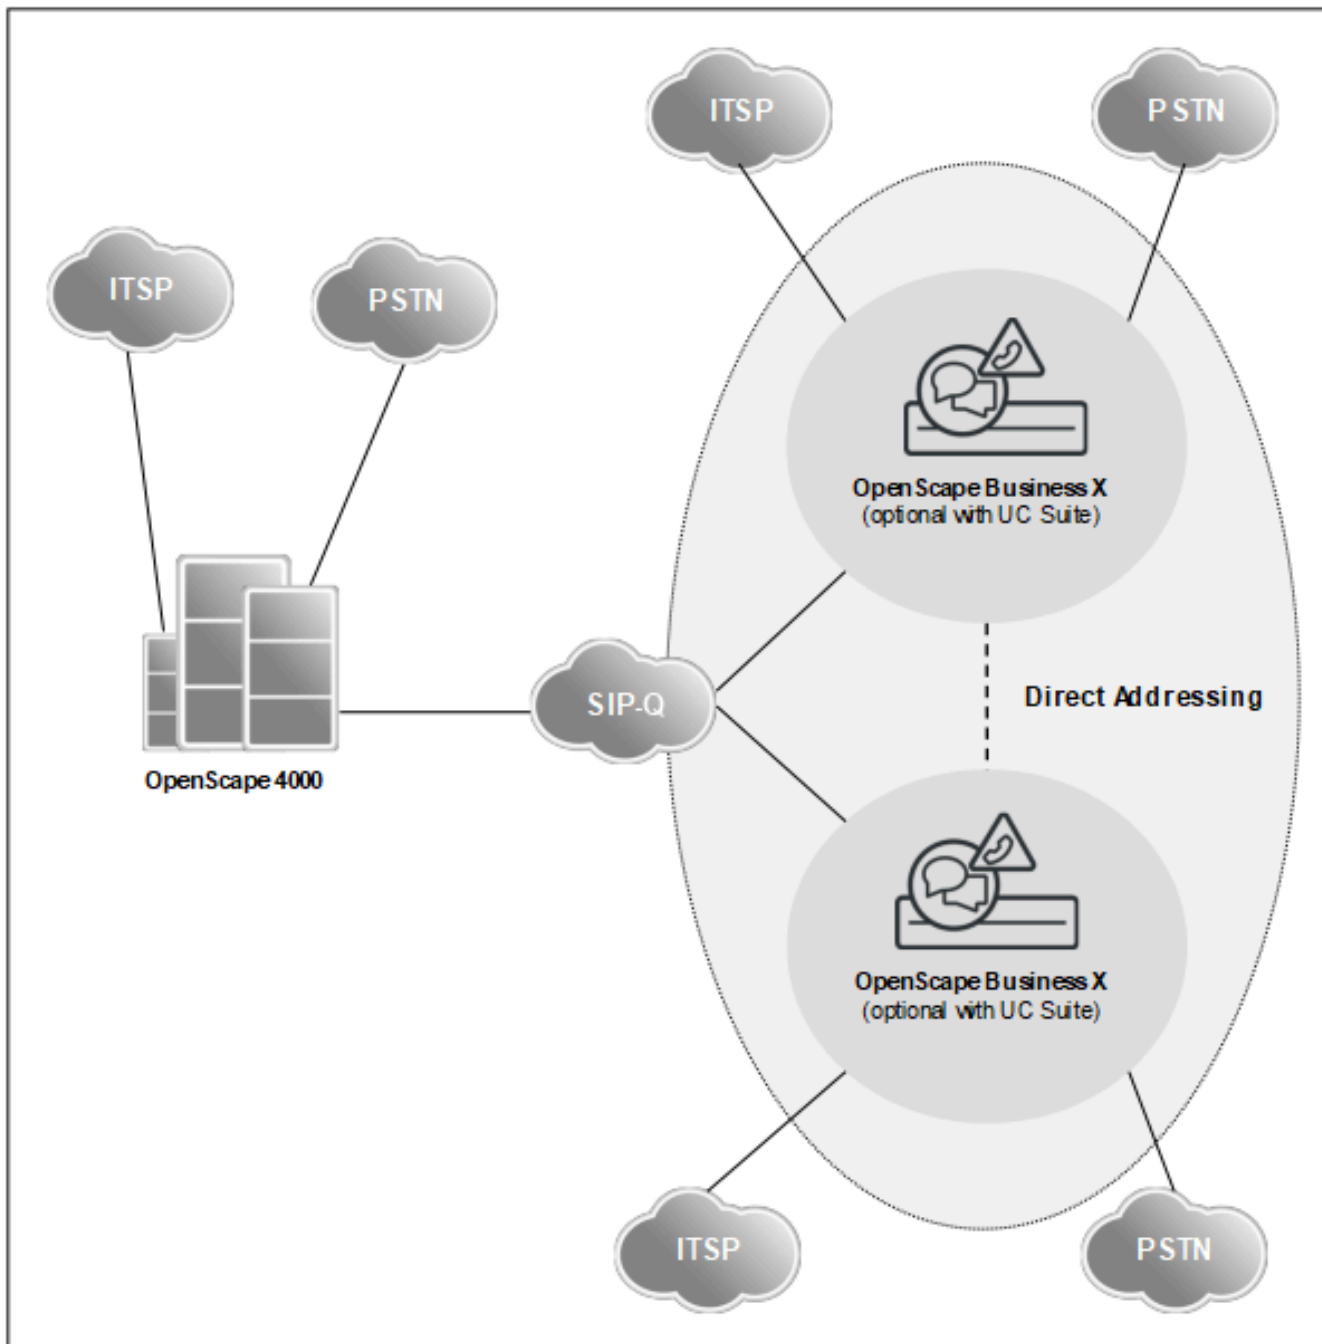 ITSP
PSTN
ITSP
PSTN
OpenScape Business X
(optional with UC Suite)
SIP-Q
Direct Addressing
OpenScape 4000
OpenScape Business X
(optional with UC Suite)
ITSP
PSTN